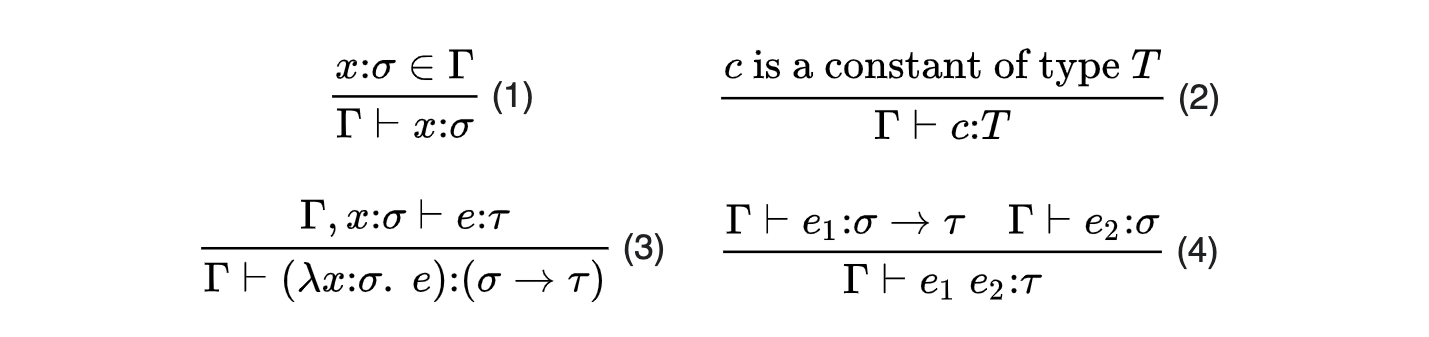 x:σ ∈ Γ
Γ ⊢ x:σ (1)
c is a constant of type T
Γ ⊢ c:T (2)
Γ, x:σ ⊢ e:τ
Γ ⊢ (λx:σ. e):(σ → τ) (3)
Γ ⊢ e₁:σ → τ Γ ⊢ e₂:σ
Γ ⊢ e₁ e₂:τ (4)